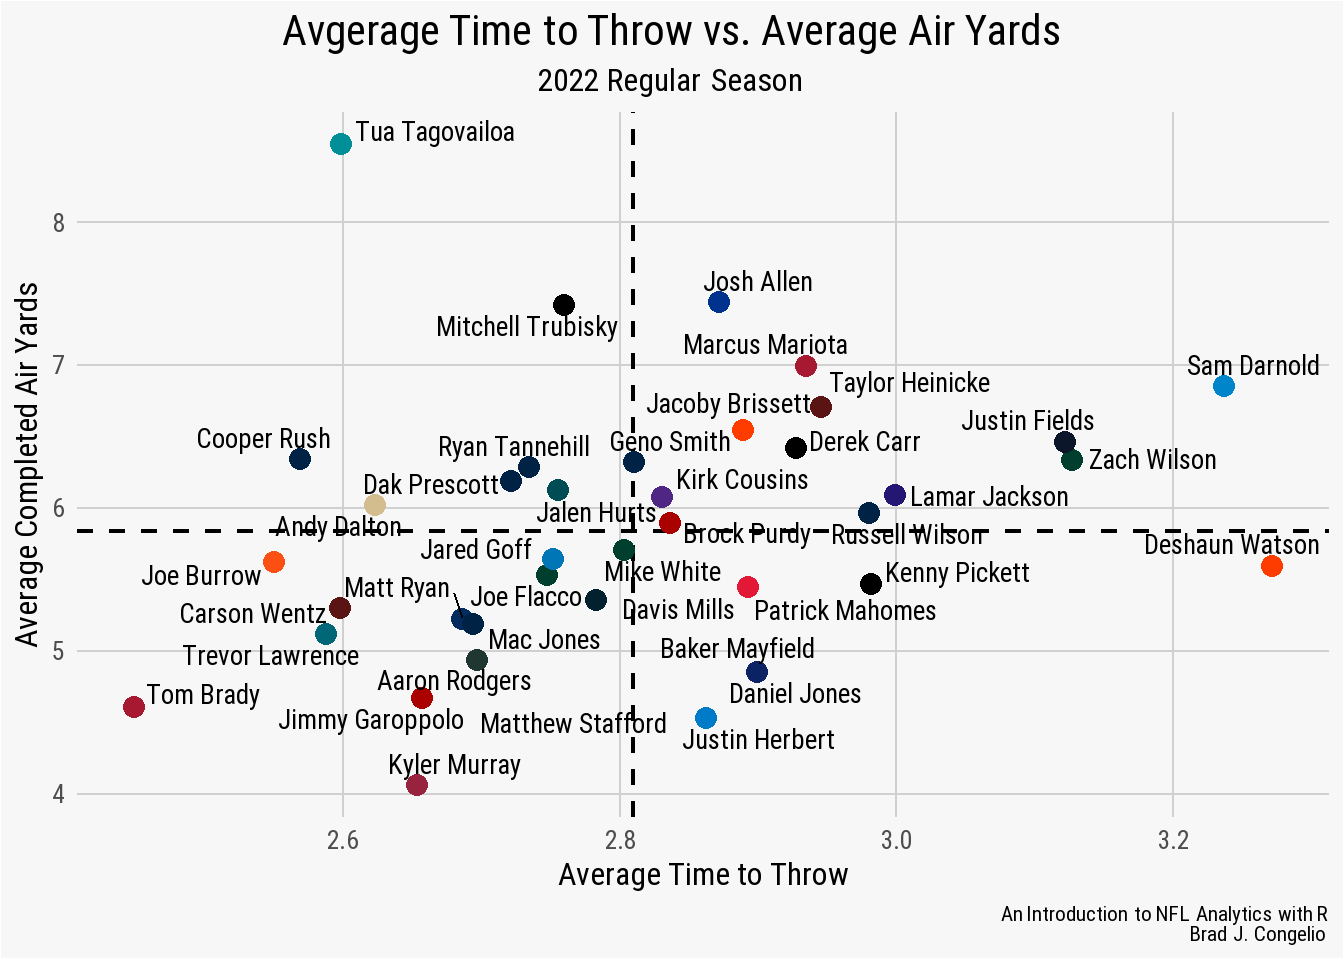 Avgerage Time to Throw vs. Average Air Yards
2022 Regular Season
Average Completed Air Yards
8
7
6
5
4
Tua Tagovailoa
Josh Allen
Mitchell Trubisky
Marcus Mariota
Sam Darnold
Taylor Heinicke
Jacoby Brissett
Justin Fields
Cooper Rush
Ryan Tannehill
Geno Smith
Derek Carr
Zach Wilson
Dak Prescott
Kirk Cousins
Lamar Jackson
Jalen Hurts
Andy Dalton
Brock Purdy
Russell Wilson
Jared Goff
Deshaun Watson
Joe Burrow
Mike White
Kenny Pickett
Matt Ryan
Joe Flacco
Carson Wentz
Davis Mills
Patrick Mahomes
Mac Jones
Trevor Lawrence
Baker Mayfield
Aaron Rodgers
Tom Brady
Daniel Jones
Jimmy Garoppolo
Matthew Stafford
Justin Herbert
Kyler Murray
2.6
2.8
3.0
3.2
Average Time to Throw
An Introduction to NFL Analytics with R
Brad J. Congelio